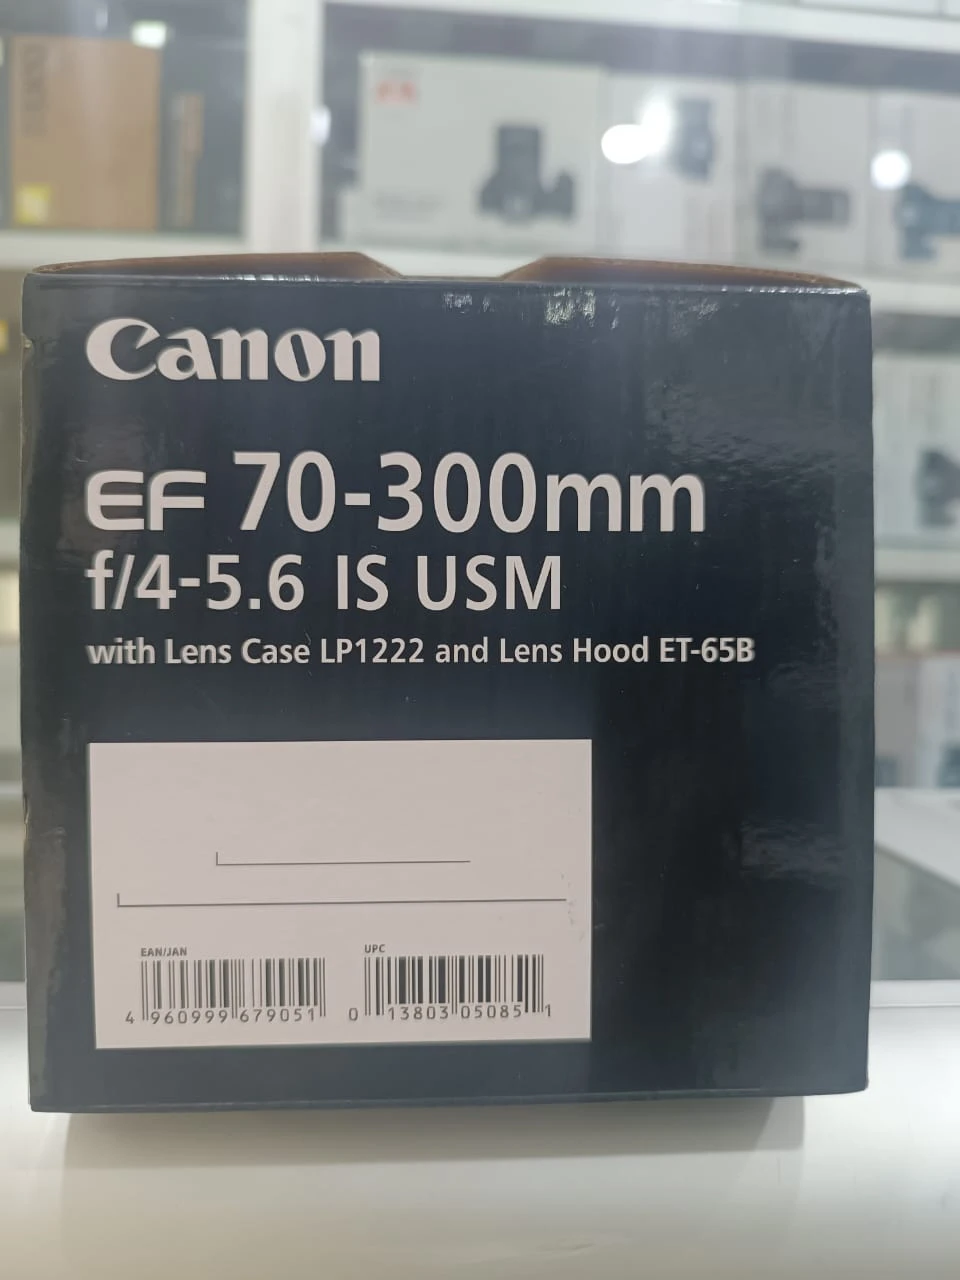 Canon
EF 70-300mm
f/4-5.6 IS USM
with Lens Case LP1222 and Lens Hood ET-65B
EAN/JAN
UPC
4 960999 679051
0 13803 05085 1